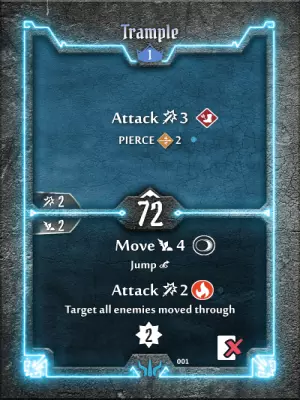 Trample
1
Attack 3
PIERCE 2
2
72
2
Move 4
Jump
Attack 2
Target all enemies moved through
2
001